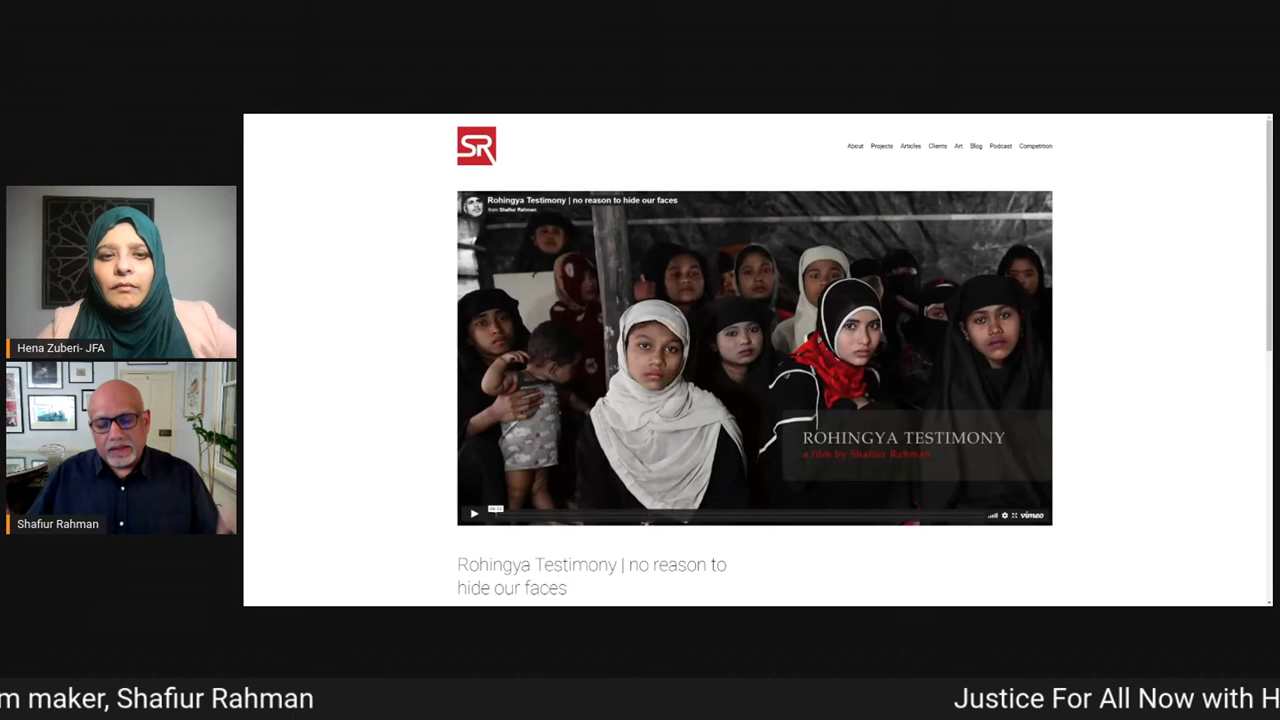 SR
About Projects Articles Clients Art Blog Podcast Competition
Rohingya Testimony | no reason to hide our faces
from Shafiur Rahman
Hena Zuberi- JFA
ROHINGYA TESTIMONY
a film by Shafiur Rahman
vimeo
Shafiur Rahman
Rohingya Testimony | no reason to
hide our faces
m maker, Shafiur Rahman
Justice For All Now with H